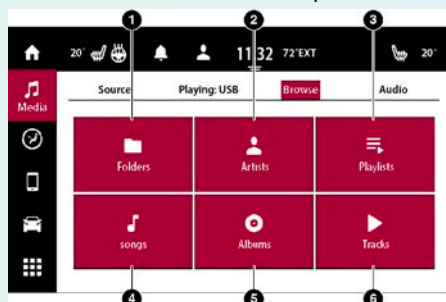 1 2 3
20° 11 32 72°EXT 20°
Media
Source Playing: USB Browse Audio
Folders Artists Playlists
songs Albums Tracks
4 5 6